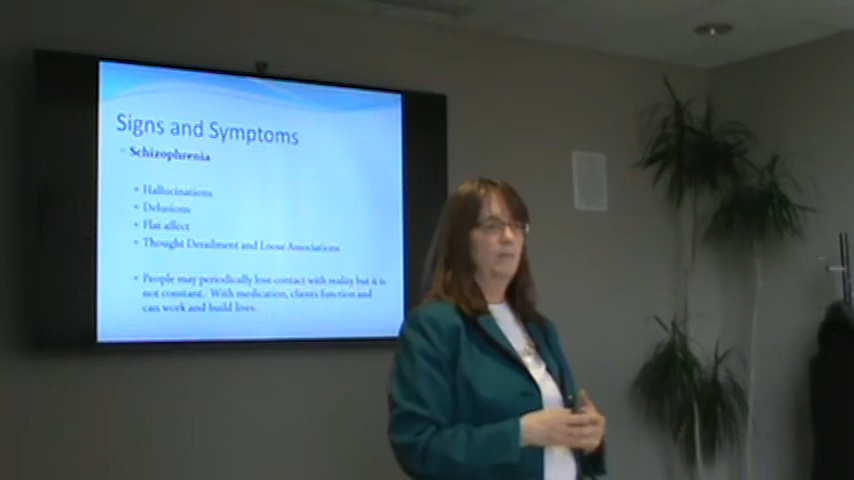 Signs and Symptoms
Schizophrenia
Hallucinations
Delusions
Flat affect
Thought Derailment and Loose Associations
People may periodically lost contact with reality but it is
not constant. With medication, clients function and
can work and build lives.